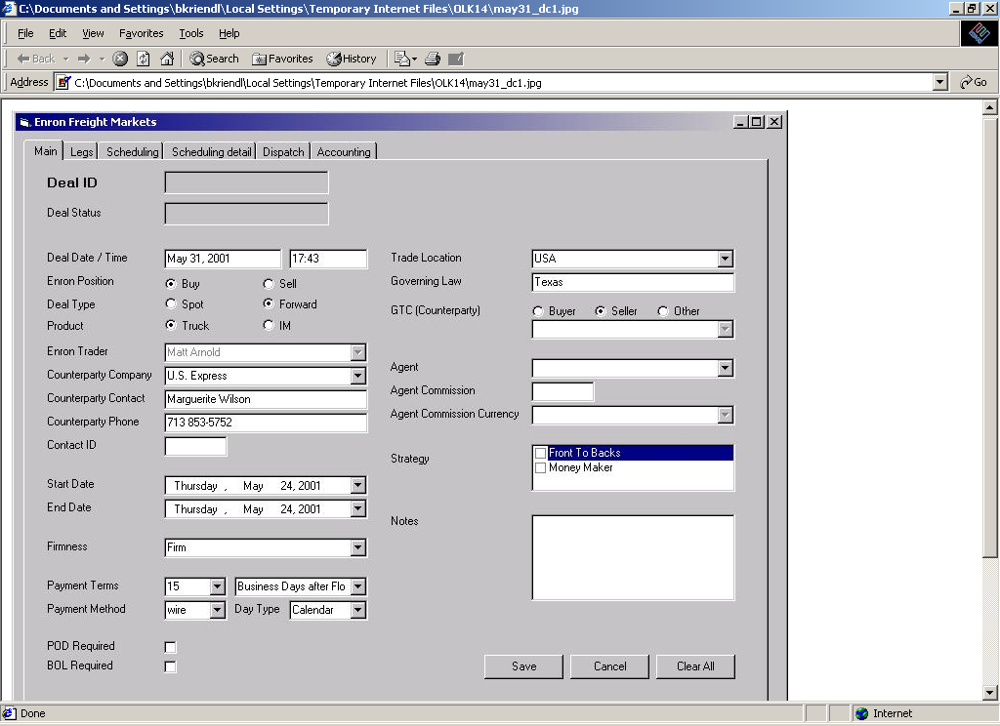 C:\Documents and Settings\bkriendl\Local Settings\Temporary Internet Files\OLK14\may31_dc1.jpg
File Edit View Favorites Tools Help
Back Search Favorites History
Address C:\Documents and Settings\bkriendl\Local Settings\Temporary Internet Files\OLK14\may31_dc1.jpg Go
Enron Freight Markets
Main Legs Scheduling Scheduling detail Dispatch Accounting
Deal ID
Deal Status
Deal Date / Time May 31, 2001 17:43 Trade Location USA
Enron Position Buy Sell Governing Law Texas
Deal Type Spot Forward GTC (Counterparty) Buyer Seller Other
Product Truck IM
Enron Trader Matt Arnold
Counterparty Company U.S. Express Agent
Counterparty Contact Marguerite Wilson Agent Commission
Counterparty Phone 713 853-5752 Agent Commission Currency
Contact ID
Strategy Front To Backs
Money Maker
Start Date Thursday , May 24, 2001
End Date Thursday , May 24, 2001
Notes
Firmness Firm
Payment Terms 15 Business Days after Flo
Payment Method wire Day Type Calendar
POD Required
BOL Required
Save Cancel Clear All
Done Internet